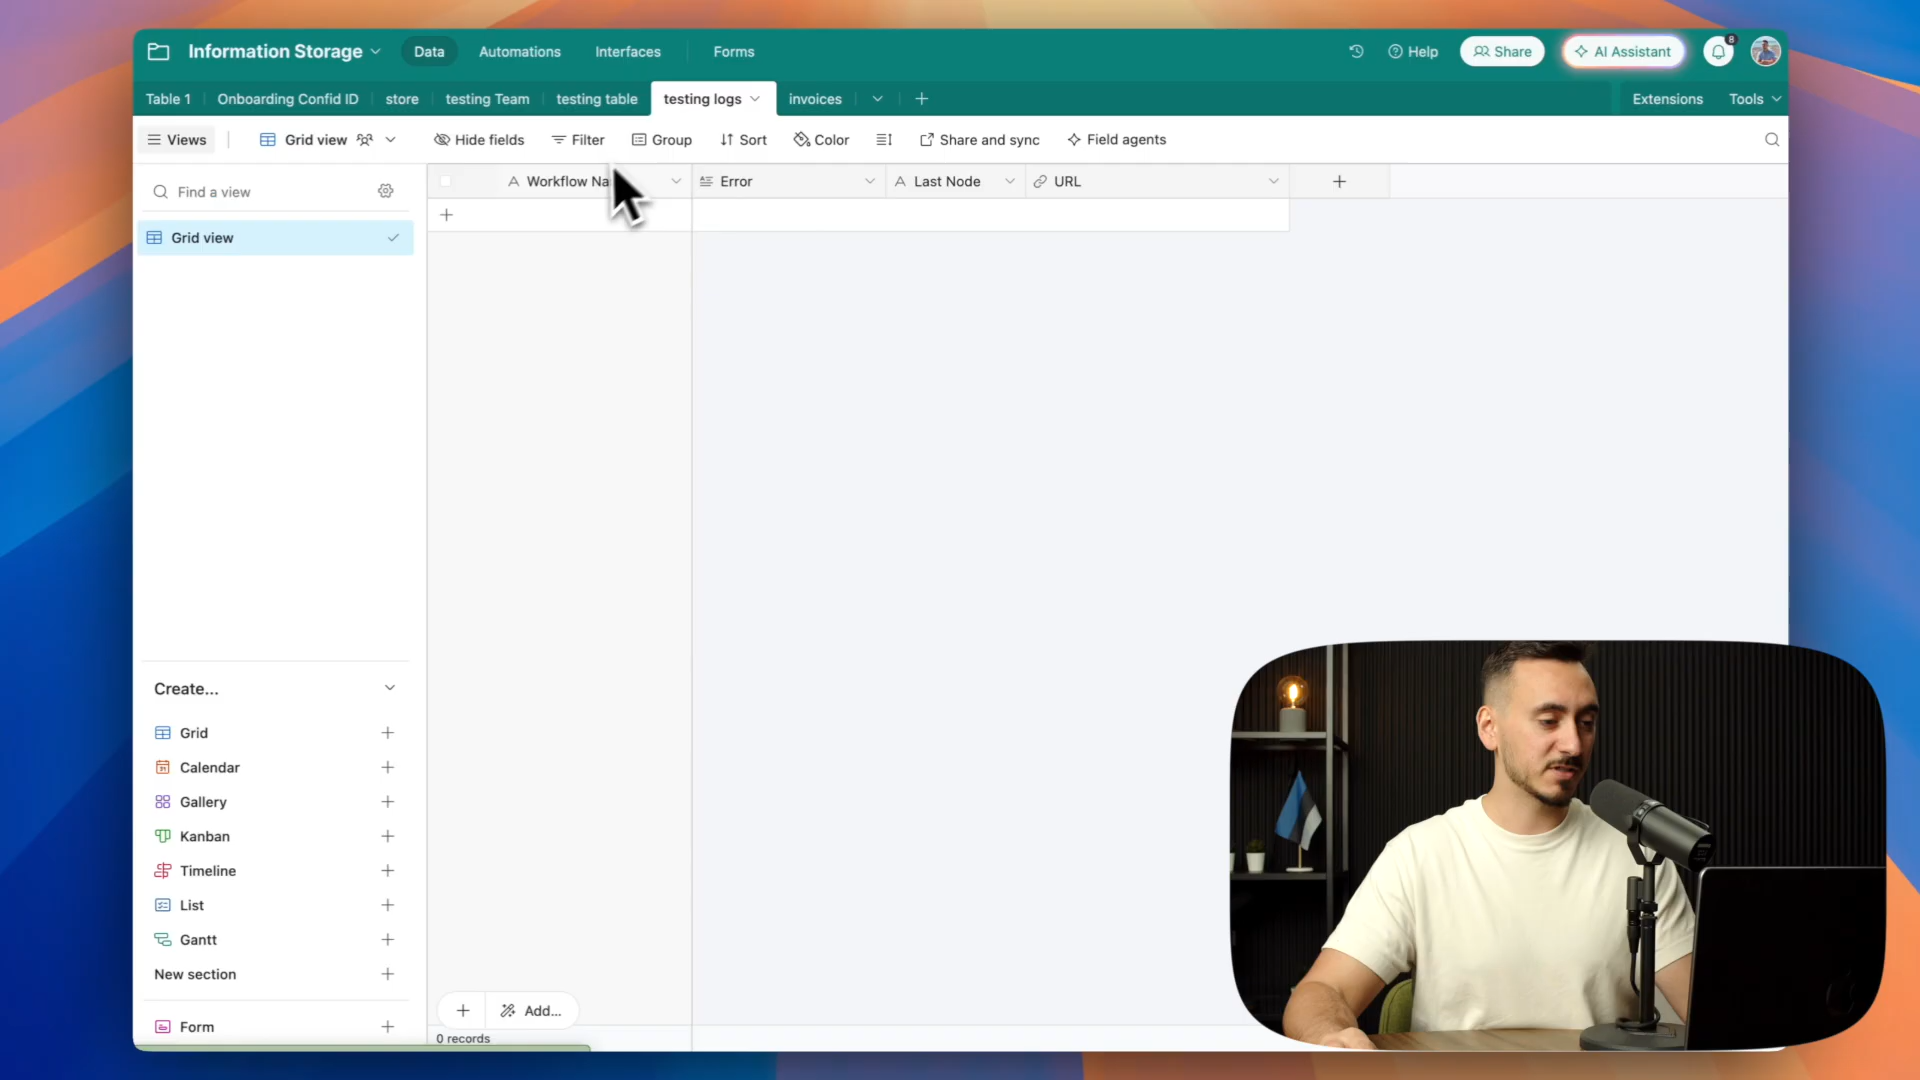 Information Storage Data Automations Interfaces Forms Help Share AI Assistant 8
Table 1 Onboarding Confid ID store testing Team testing table testing logs invoices Extensions Tools
Views Grid view Hide fields Filter Group Sort Color Share and sync Field agents
Find a view
Workflow Error Last Node URL
Grid view
Create...
Grid
Calendar
Gallery
Kanban
Timeline
List
Gantt
New section
Add...
Form
0 records